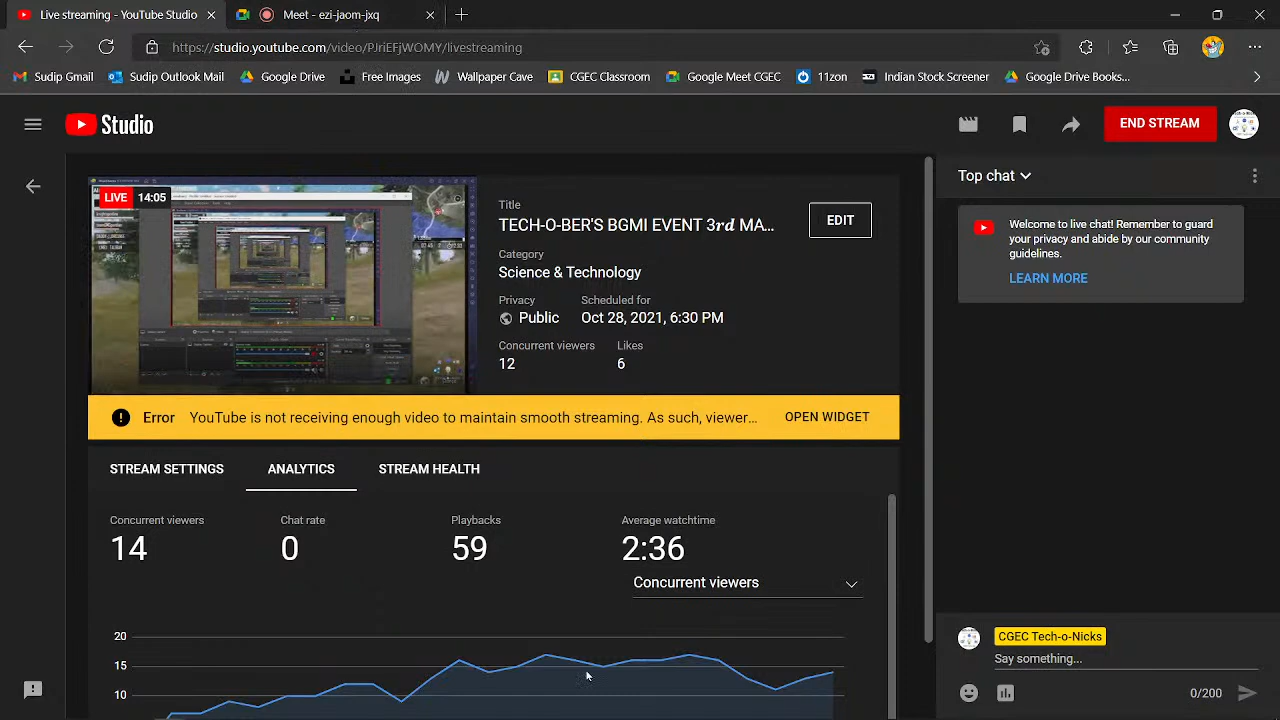 Live streaming - YouTube Studio
Meet - ezi-jaom-jxq
https://studio.youtube.com/video/PJriEFjWOMY/livestreaming
Sudip Gmail
Sudip Outlook Mail
Google Drive
Free Images
Wallpaper Cave
CGEC Classroom
Google Meet CGEC
11zon
Indian Stock Screener
Google Drive Books...
Studio
END STREAM
LIVE 14:05
Title
TECH-O-BER'S BGMI EVENT 3𝙧𝙙 MA...
EDIT
Category
Science & Technology
Privacy
Public
Scheduled for
Oct 28, 2021, 6:30 PM
Concurrent viewers
12
Likes
6
Error YouTube is not receiving enough video to maintain smooth streaming. As such, viewer... OPEN WIDGET
STREAM SETTINGS
ANALYTICS
STREAM HEALTH
Concurrent viewers
14
Chat rate
0
Playbacks
59
Average watchtime
2:36
Concurrent viewers
20
15
10
Top chat
Welcome to live chat! Remember to guard
your privacy and abide by our community
guidelines.
LEARN MORE
CGEC Tech-o-Nicks
Say something...
0/200